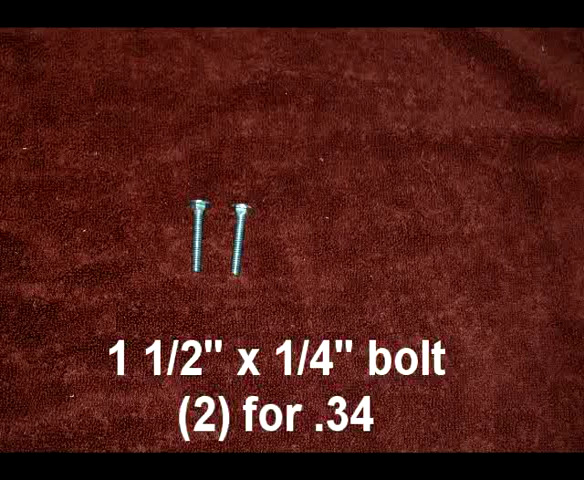 1 1/2" x 1/4" bolt
(2) for .34